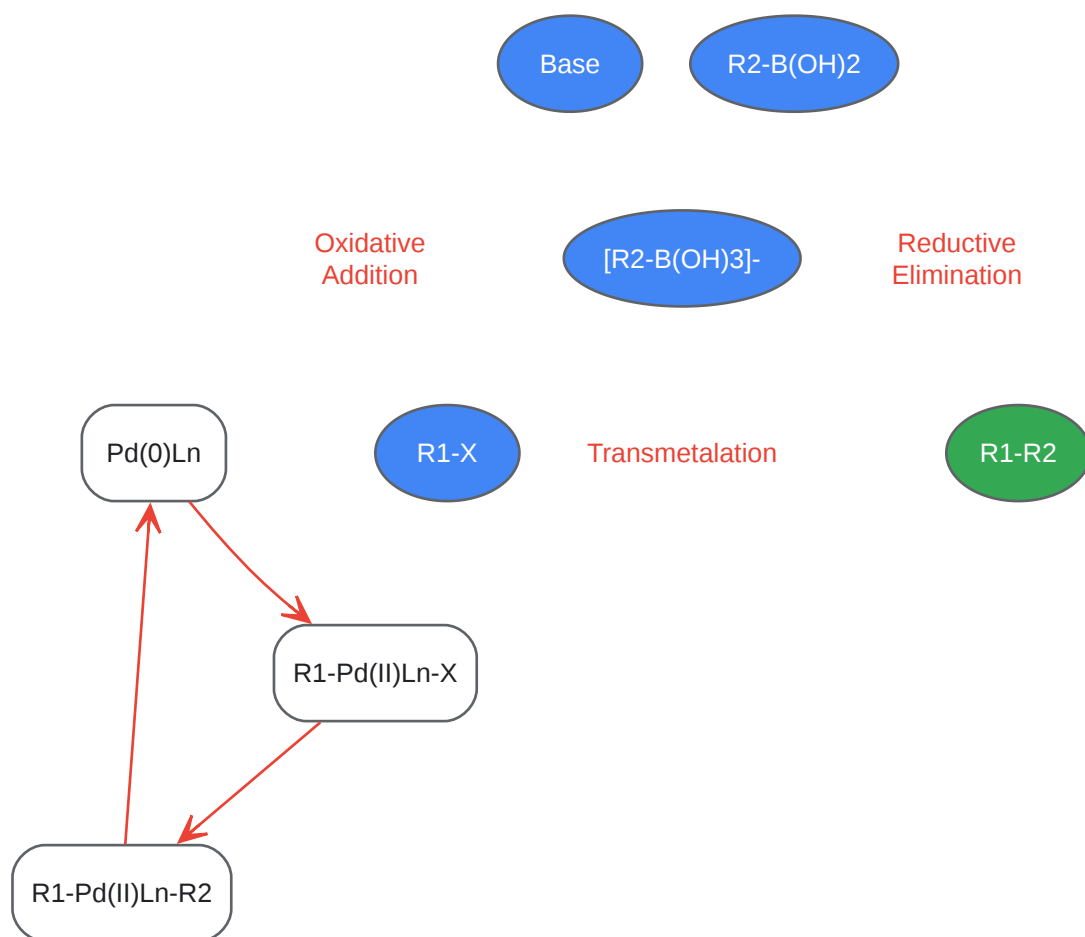 Base
R2-B(OH)2
Oxidative
Addition
[R2-B(OH)3]-
Reductive
Elimination
Pd(0)Ln
R1-X
Transmetalation
R1-R2
R1-Pd(II)Ln-X
R1-Pd(II)Ln-R2